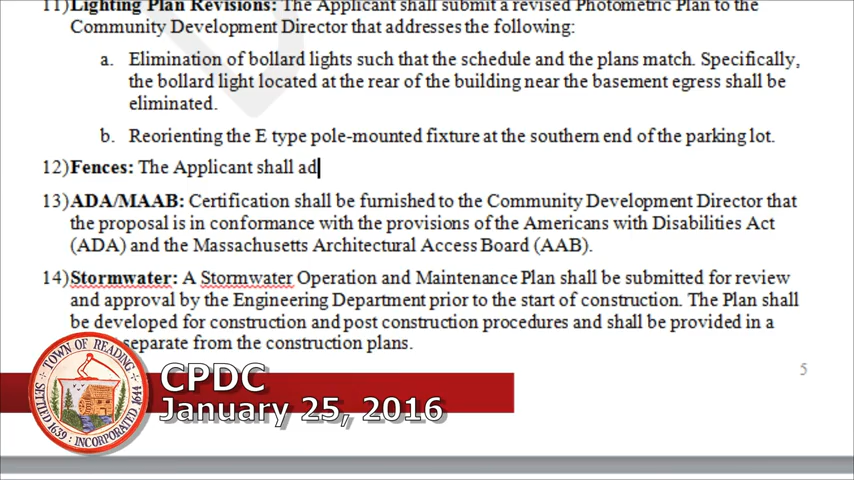 11) Lighting Plan Revisions: The Applicant shall submit a revised Photometric Plan to the
Community Development Director that addresses the following:
a. Elimination of bollard lights such that the schedule and the plans match. Specifically,
the bollard light located at the rear of the building near the basement egress shall be
eliminated.
b. Reorienting the E type pole-mounted fixture at the southern end of the parking lot.
12) Fences: The Applicant shall ad
13) ADA/MAAB: Certification shall be furnished to the Community Development Director that
the proposal is in conformance with the provisions of the Americans with Disabilities Act
(ADA) and the Massachusetts Architectural Access Board (AAB).
14) Stormwater: A Stormwater Operation and Maintenance Plan shall be submitted for review
and approval by the Engineering Department prior to the start of construction. The Plan shall
be developed for construction and post construction procedures and shall be provided in a
separate from the construction plans.
5
TOWN OF READING
SETTLED 1639 : INCORPORATED 1644
CPDC
January 25, 2016